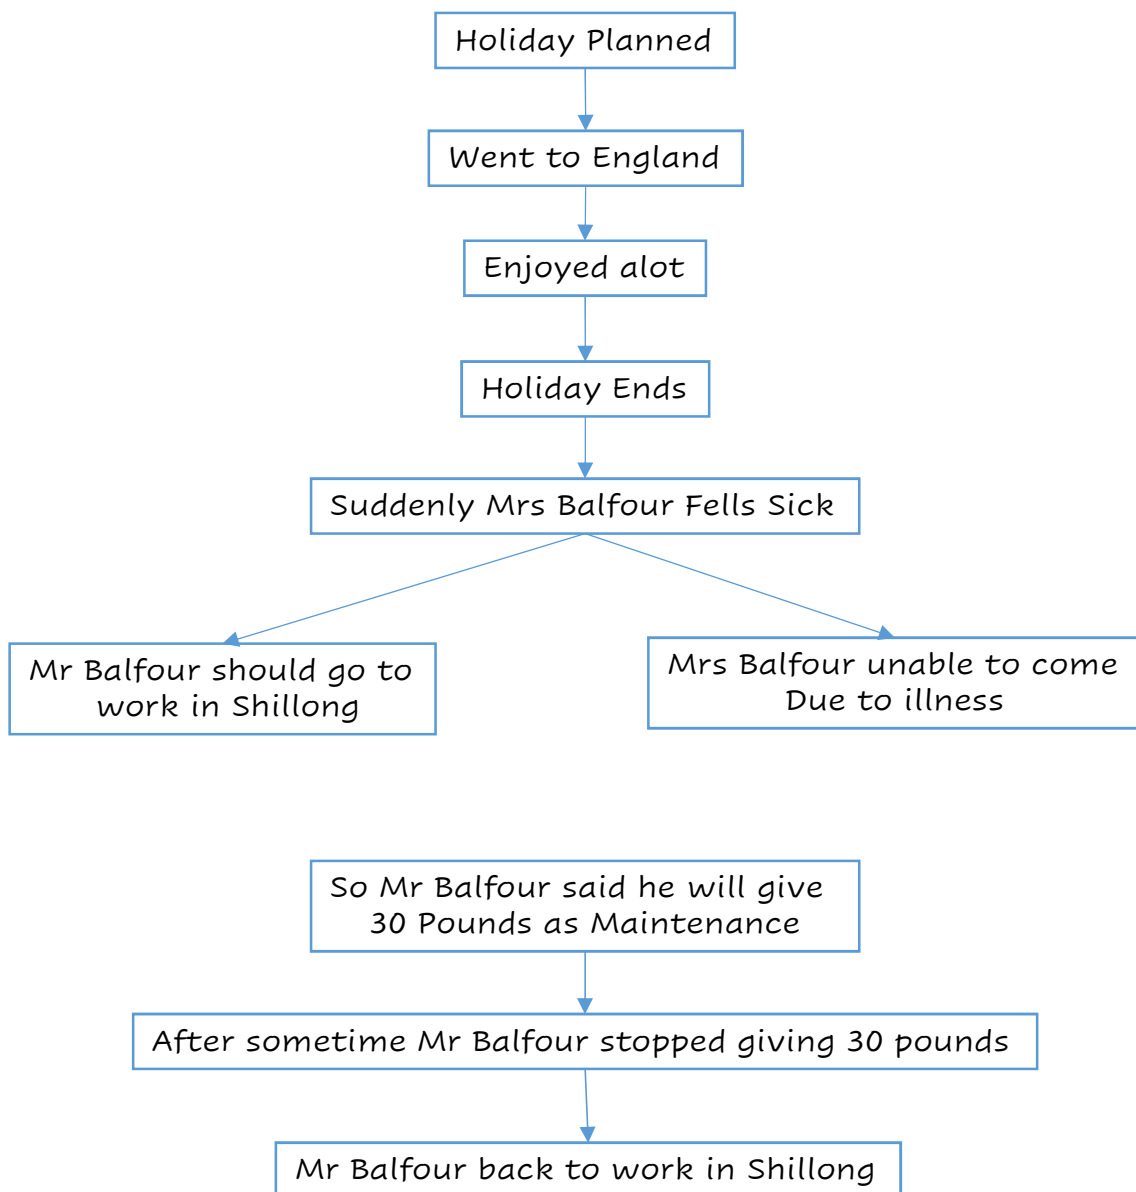 Holiday Planned
Went to England
Enjoyed alot
Holiday Ends
Suddenly Mrs Balfour Fells Sick
Mr Balfour should go to
work in Shillong
Mrs Balfour unable to come
Due to illness
So Mr Balfour said he will give
30 Pounds as Maintenance
After sometime Mr Balfour stopped giving 30 pounds
Mr Balfour back to work in Shillong